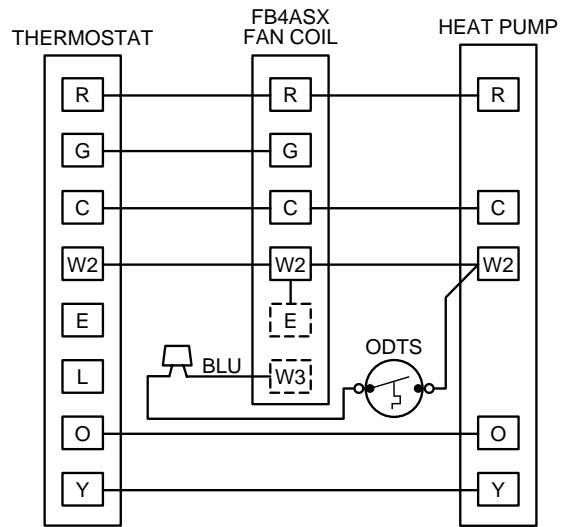 THERMOSTAT
FB4ASX
FAN COIL
HEAT PUMP
R R R
G G
C C C
W2 W2 W2
E E
ODTS
L BLU W3
O O
Y Y